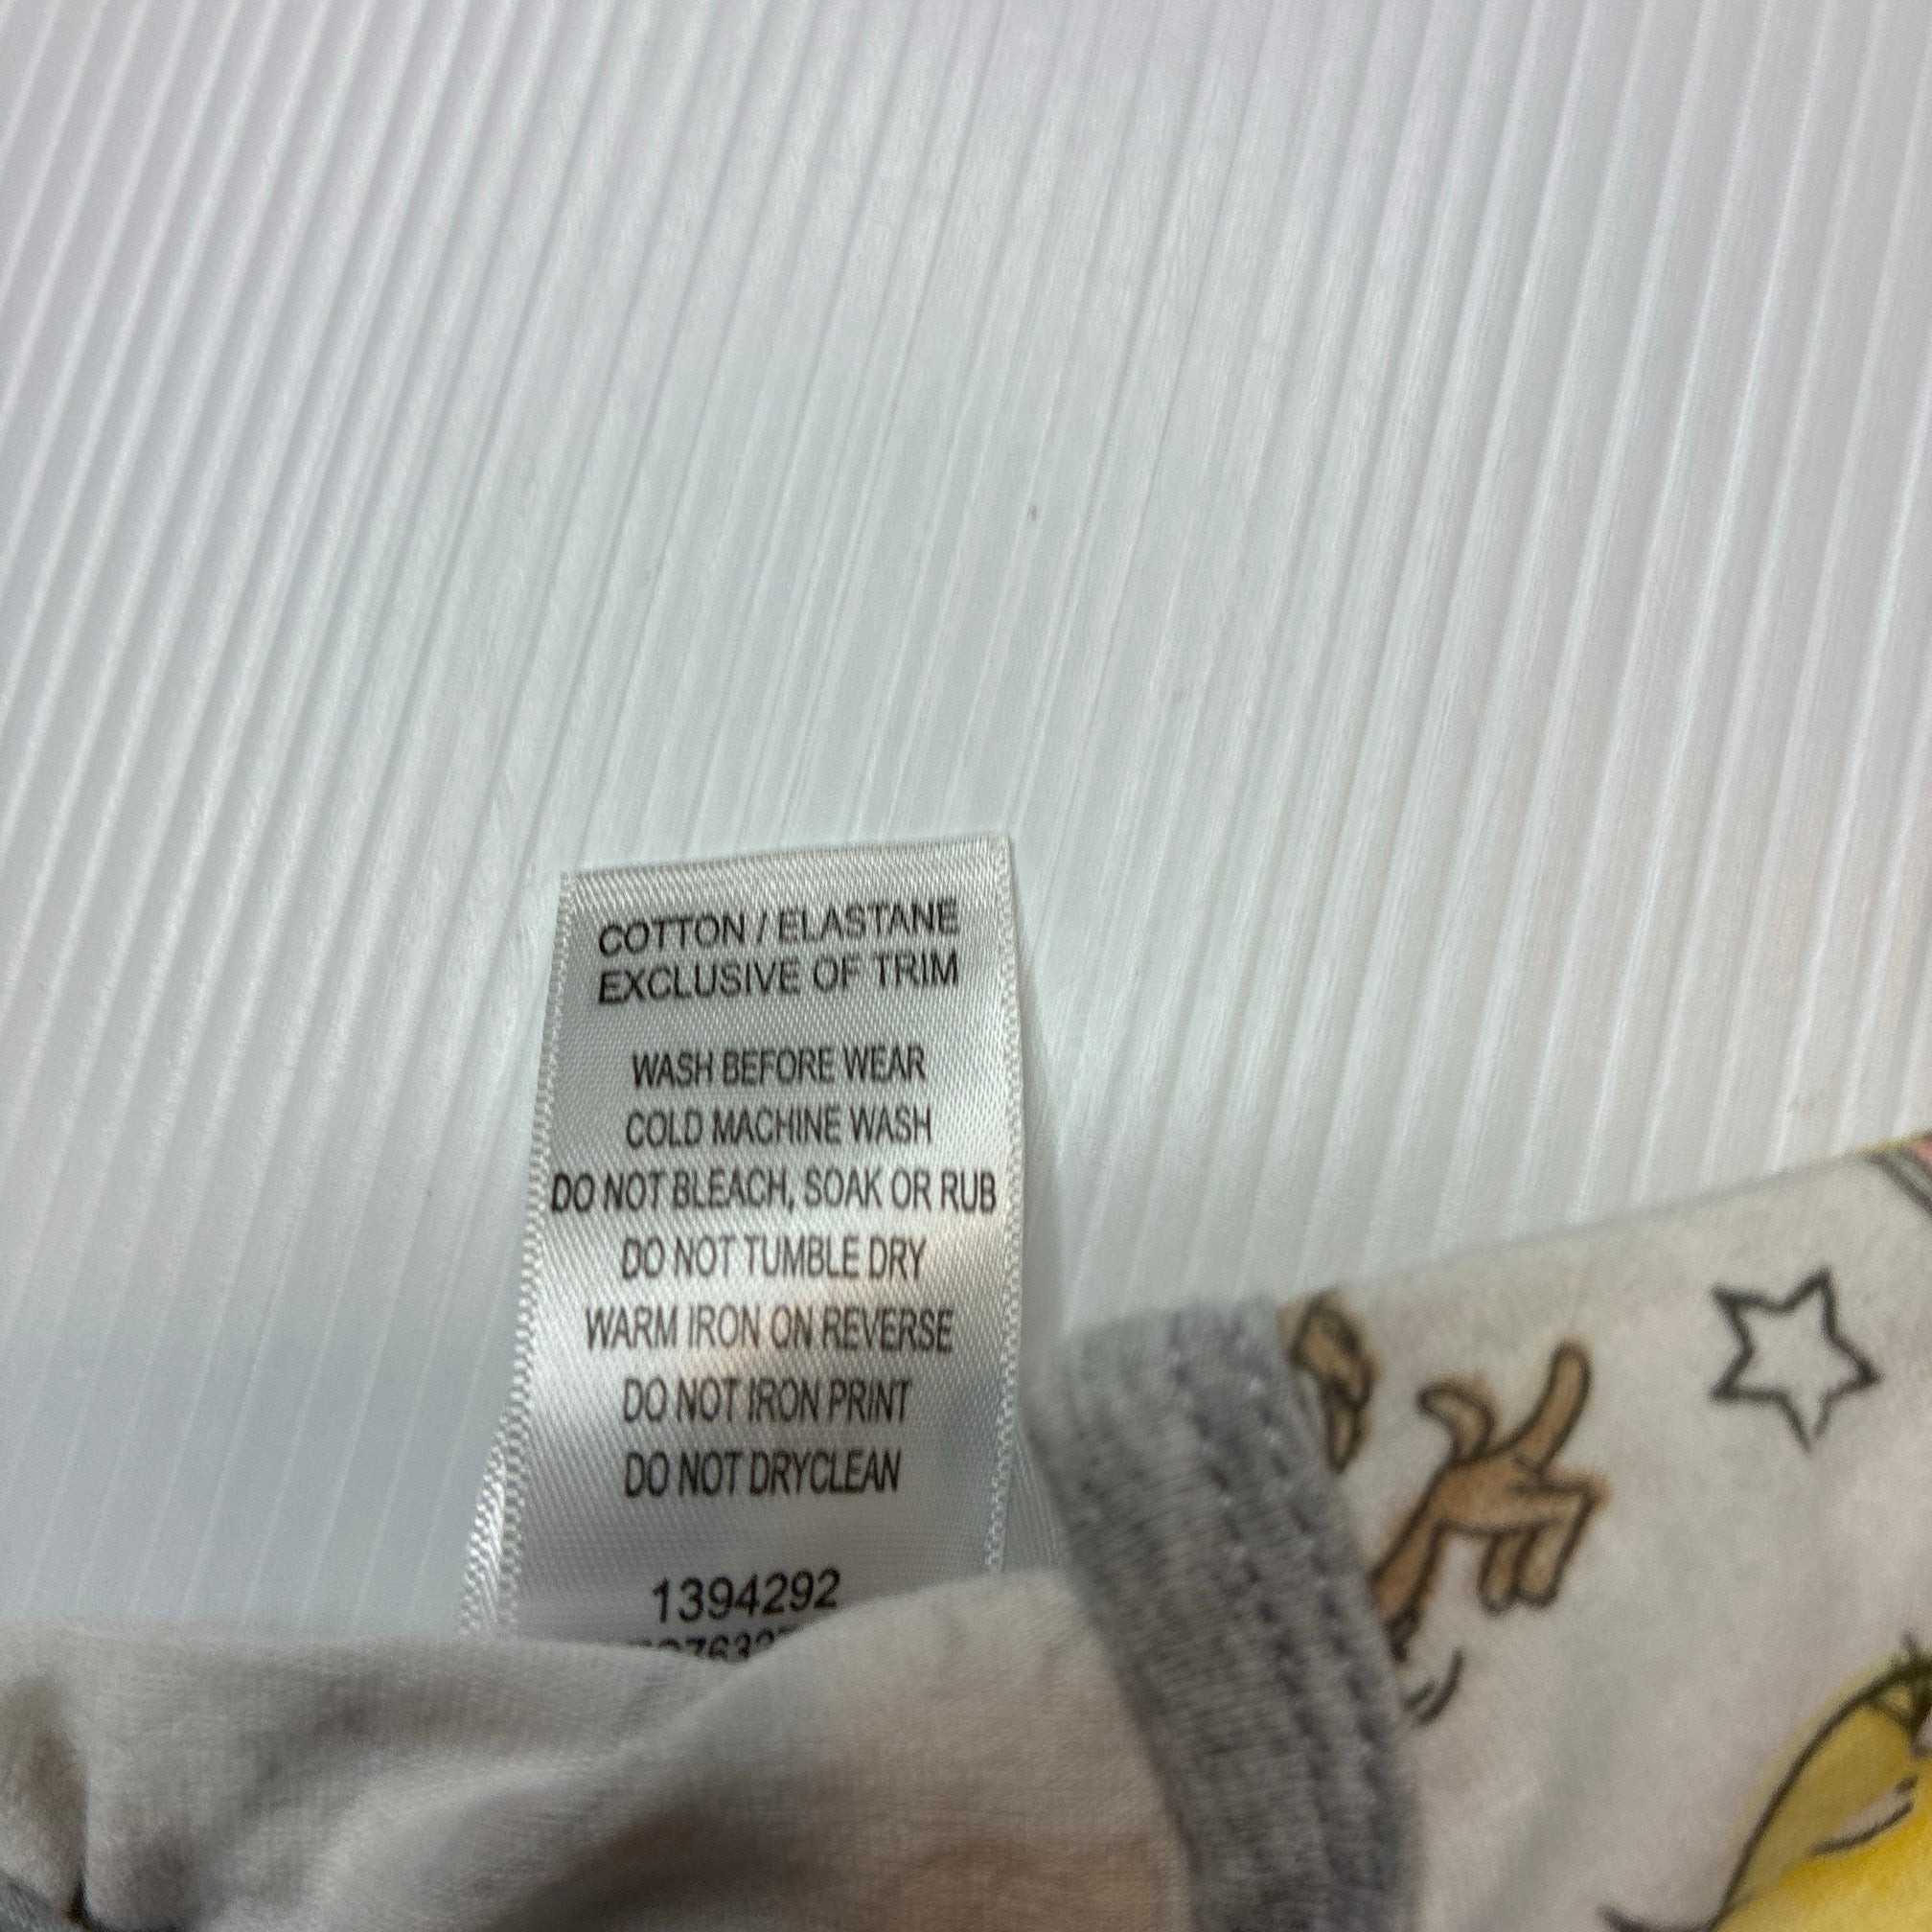 COTTON / ELASTANE
EXCLUSIVE OF TRIM
WASH BEFORE WEAR
COLD MACHINE WASH
DO NOT BLEACH, SOAK OR RUB
DO NOT TUMBLE DRY
WARM IRON ON REVERSE
DO NOT IRON PRINT
DO NOT DRYCLEAN
1394292